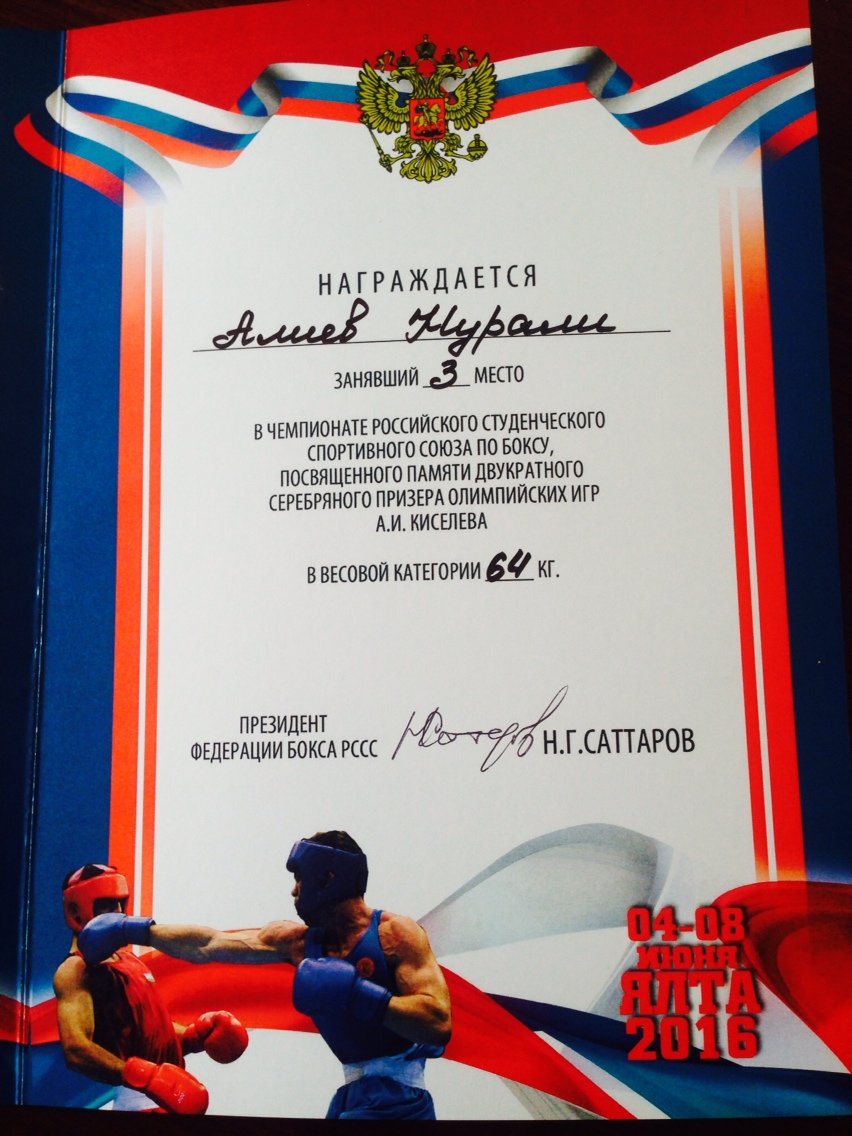 НАГРАЖДАЕТСЯ
Алиев Нурали
ЗАНЯВШИЙ 3 МЕСТО
В ЧЕМПИОНАТЕ РОССИЙСКОГО СТУДЕНЧЕСКОГО
СПОРТИВНОГО СОЮЗА ПО БОКСУ,
ПОСВЯЩЕННОГО ПАМЯТИ ДВУКРАТНОГО
СЕРЕБРЯНОГО ПРИЗЕРА ОЛИМПИЙСКИХ ИГР
А.И. КИСЕЛЕВА
В ВЕСОВОЙ КАТЕГОРИИ 64 КГ.
ПРЕЗИДЕНТ
ФЕДЕРАЦИИ БОКСА РССС
Н.Г.САТТАРОВ
04-08
ИЮНЯ
ЯЛТА
2016